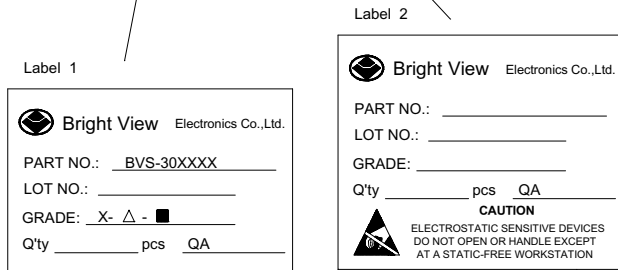 Label 1
Bright View Electronics Co.,Ltd.
PART NO.: BVS-30XXXX
LOT NO.:
GRADE: X- △ - ■
Q'ty pcs QA
Label 2
Bright View Electronics Co.,Ltd.
PART NO.:
LOT NO.:
GRADE:
Q'ty pcs QA
CAUTION
ELECTROSTATIC SENSITIVE DEVICES
DO NOT OPEN OR HANDLE EXCEPT
AT A STATIC-FREE WORKSTATION